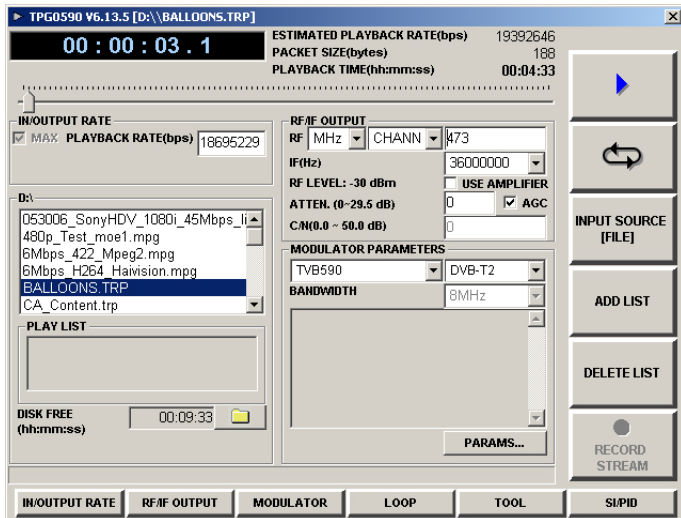 TPG0590 V6.13.5 [D:\\BALLOONS.TRP]
00 : 00 : 03 . 1
ESTIMATED PLAYBACK RATE(bps) 19392646
PACKET SIZE(bytes) 188
PLAYBACK TIME(hh:mm:ss) 00:04:33
IN/OUTPUT RATE
MAX PLAYBACK RATE(bps) 18695229
D:\
053006_SonyHDV_1080i_45Mbps_li
480p_Test_moe1.mpg
6Mbps_422_Mpeg2.mpg
6Mbps_H264_Haivision.mpg
BALLOONS.TRP
CA_Content.trp
PLAY LIST
DISK FREE
(hh:mm:ss)
00:09:33
RF/IF OUTPUT
RF MHz CHANN 473
IF(Hz) 36000000
RF LEVEL: -30 dBm USE AMPLIFIER
ATTEN. (0~29.5 dB) 0 AGC
C/N(0.0 ~ 50.0 dB) 0
MODULATOR PARAMETERS
TVB590 DVB-T2
BANDWIDTH 8MHz
PARAMS...
INPUT SOURCE
[FILE]
ADD LIST
DELETE LIST
RECORD
STREAM
IN/OUTPUT RATE RF/IF OUTPUT MODULATOR LOOP TOOL SI/PID